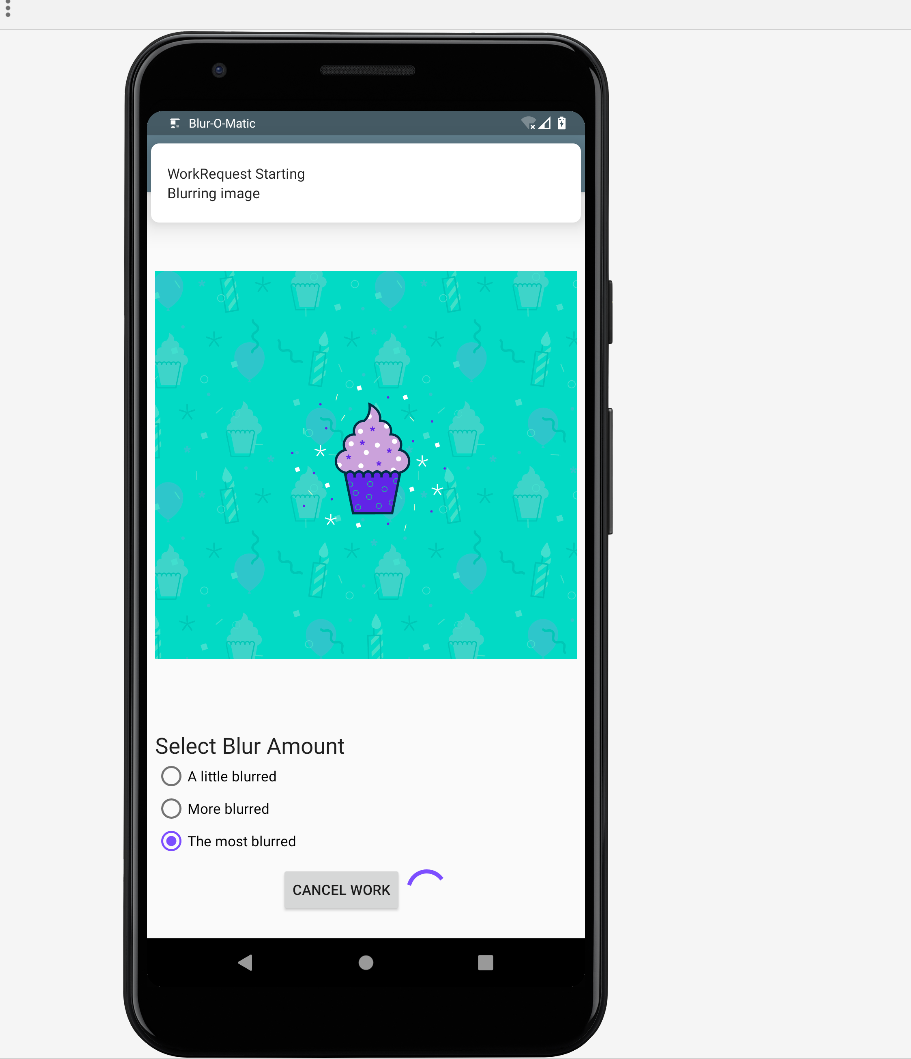 Blur-O-Matic
WorkRequest Starting
Blurring image
Select Blur Amount
A little blurred
More blurred
The most blurred
CANCEL WORK